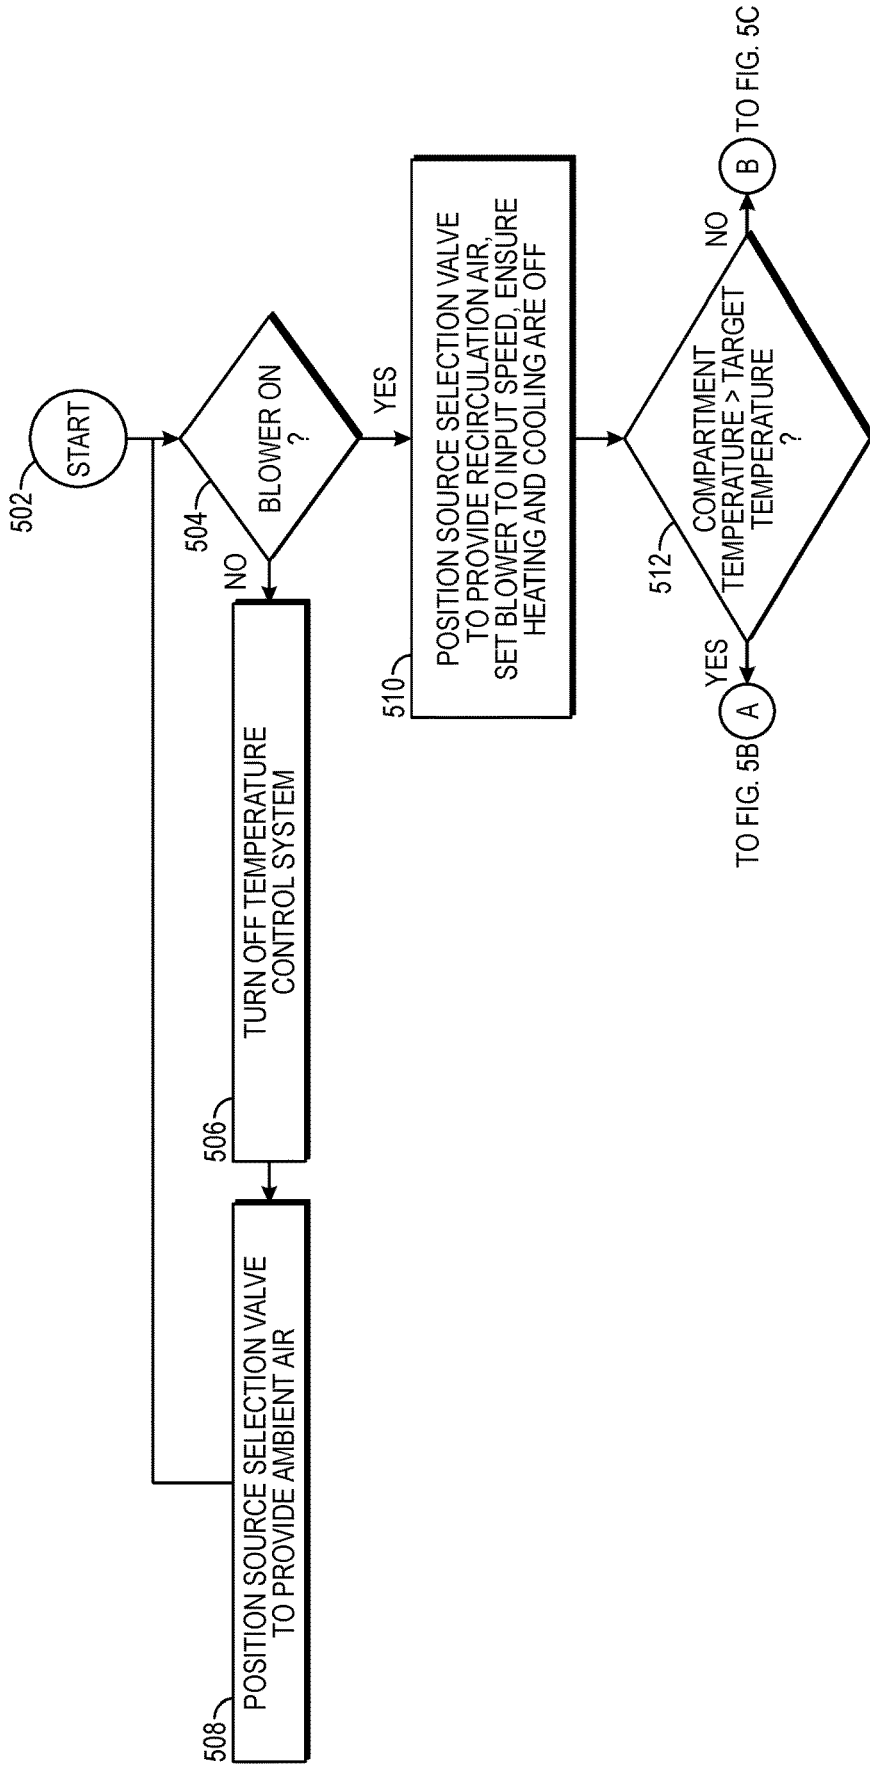 502
START
504
BLOWER ON
?
NO
YES
506
TURN OFF TEMPERATURE
CONTROL SYSTEM
508
POSITION SOURCE SELECTION VALVE
TO PROVIDE AMBIENT AIR
510
POSITION SOURCE SELECTION VALVE
TO PROVIDE RECIRCULATION AIR,
SET BLOWER TO INPUT SPEED, ENSURE
HEATING AND COOLING ARE OFF
512
COMPARTMENT
TEMPERATURE > TARGET
TEMPERATURE
?
YES
A
TO FIG. 5B
NO
B
TO FIG. 5C